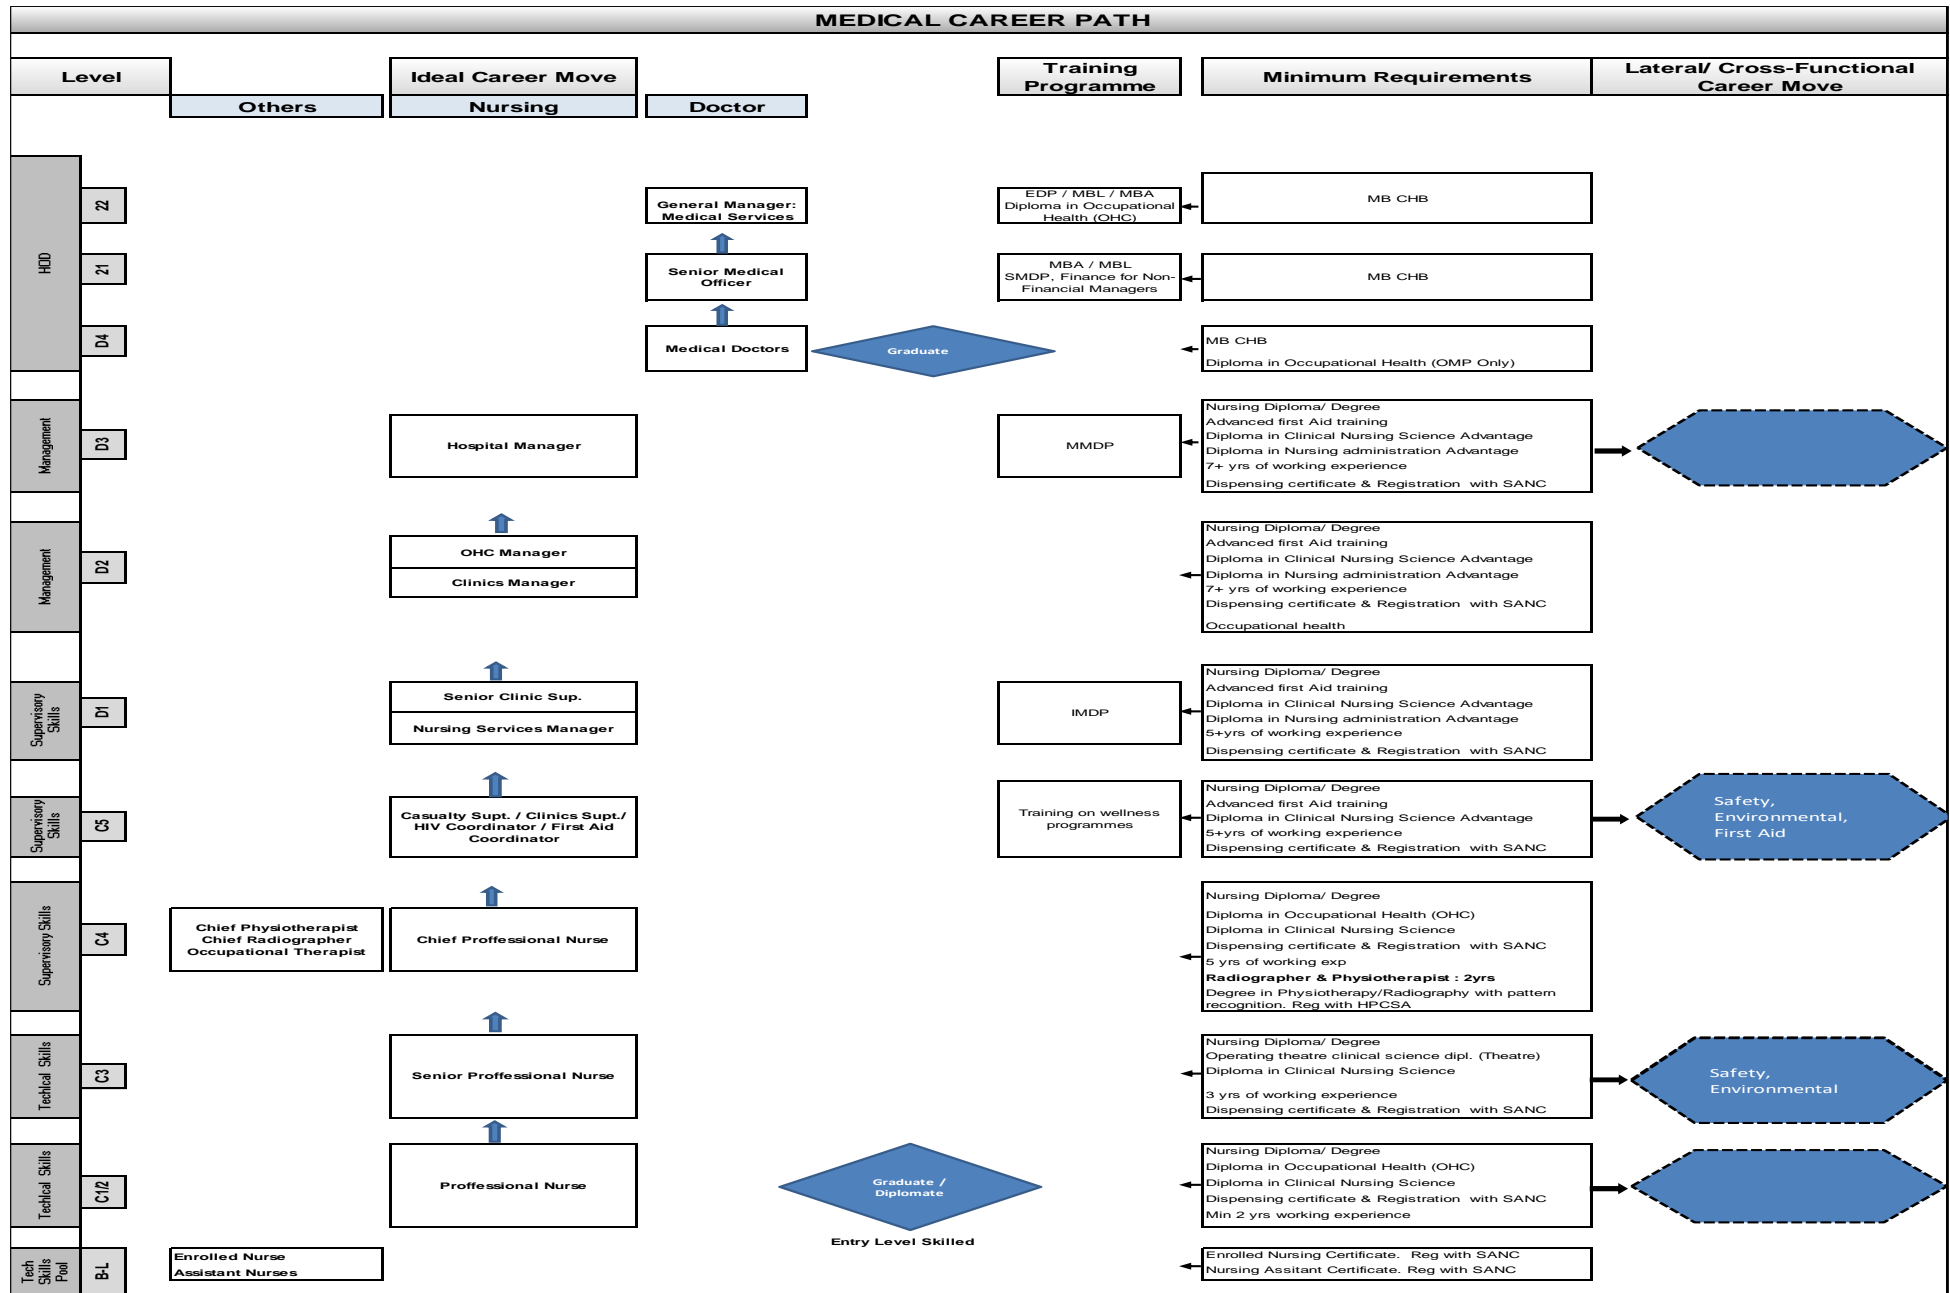 MEDICAL CAREER PATH
Level
Ideal Career Move
Training
Programme
Minimum Requirements
Lateral/ Cross-Functional
Career Move
Others
Nursing
Doctor
HOD
22
General Manager:
Medical Services
EDP / MBL / MBA
Diploma in Occupational
Health (OHC)
MB CHB
21
Senior Medical
Officer
MBA / MBL
SMDP, Finance for Non-
Financial Managers
MB CHB
D4
Medical Doctors
Graduate
MB CHB
Diploma in Occupational Health (OMP Only)
Management
D3
Hospital Manager
MMDP
Nursing Diploma/ Degree
Advanced first Aid training
Diploma in Clinical Nursing Science Advantage
Diploma in Nursing administration Advantage
7+ yrs of working experience
Dispensing certificate & Registration with SANC
Management
D2
OHC Manager
Clinics Manager
Nursing Diploma/ Degree
Advanced first Aid training
Diploma in Clinical Nursing Science Advantage
Diploma in Nursing administration Advantage
7+ yrs of working experience
Dispensing certificate & Registration with SANC
Occupational health
Supervisory
Skills
D1
Senior Clinic Sup.
Nursing Services Manager
IMDP
Nursing Diploma/ Degree
Advanced first Aid training
Diploma in Clinical Nursing Science Advantage
Diploma in Nursing administration Advantage
5+yrs of working experience
Dispensing certificate & Registration with SANC
Supervisory
Skills
C5
Casualty Supt. / Clinics Supt./
HIV Coordinator / First Aid
Coordinator
Training on wellness
programmes
Nursing Diploma/ Degree
Advanced first Aid training
Diploma in Clinical Nursing Science Advantage
5+yrs of working experience
Dispensing certificate & Registration with SANC
Safety,
Environmental,
First Aid
Supervisory Skills
C4
Chief Physiotherapist
Chief Radiographer
Occupational Therapist
Chief Proffessional Nurse
Nursing Diploma/ Degree
Diploma in Occupational Health (OHC)
Diploma in Clinical Nursing Science
Dispensing certificate & Registration with SANC
5 yrs of working exp
Radiographer & Physiotherapist : 2yrs
Degree in Physiotherapy/Radiography with pattern
recognition. Reg with HPCSA
Techical Skills
C3
Senior Proffessional Nurse
Nursing Diploma/ Degree
Operating theatre clinical science dipl. (Theatre)
Diploma in Clinical Nursing Science
3 yrs of working experience
Dispensing certificate & Registration with SANC
Safety,
Environmental
Techical Skills
C1/2
Proffessional Nurse
Graduate /
Diplomate
Nursing Diploma/ Degree
Diploma in Occupational Health (OHC)
Diploma in Clinical Nursing Science
Dispensing certificate & Registration with SANC
Min 2 yrs working experience
Entry Level Skilled
Tech
Skills
Pool
B-L
Enrolled Nurse
Assistant Nurses
Enrolled Nursing Certificate. Reg with SANC
Nursing Assitant Certificate. Reg with SANC